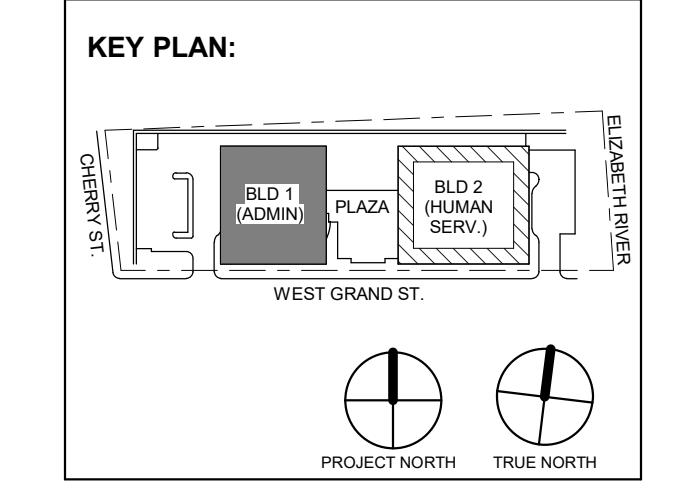 KEY PLAN:
CHERRY ST.
BLD 1
(ADMIN)
PLAZA
BLD 2
(HUMAN
SERV.)
ELIZABETH RIVER
WEST GRAND ST.
PROJECT NORTH
TRUE NORTH